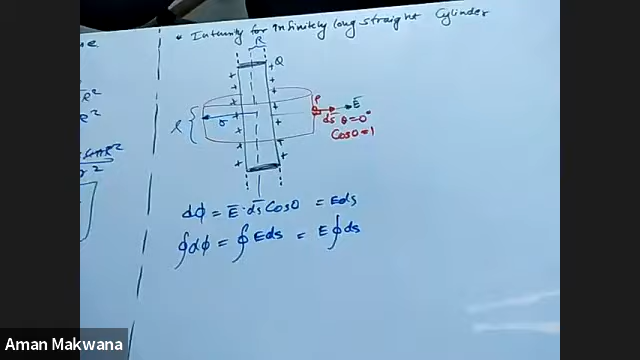 * Intensity for Infinitely long straight Cylinder
R
Q
+ + + + + +
+ + + + + +
l
r
P
E
ds θ = 0°
Cosθ = 1
dϕ = E · ds Cosθ = Eds
∮dϕ = ∮ Eds = E ∮ds
Aman Makwana